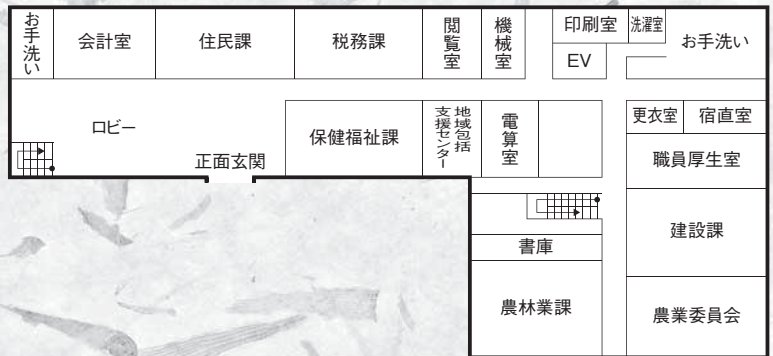 お手洗い
会計室
住民課
税務課
閲覧室
機械室
印刷室
洗濯室
お手洗い
EV
ロビー
正面玄関
保健福祉課
地域包括
支援センター
電算室
更衣室
宿直室
職員厚生室
建設課
書庫
農林業課
農業委員会